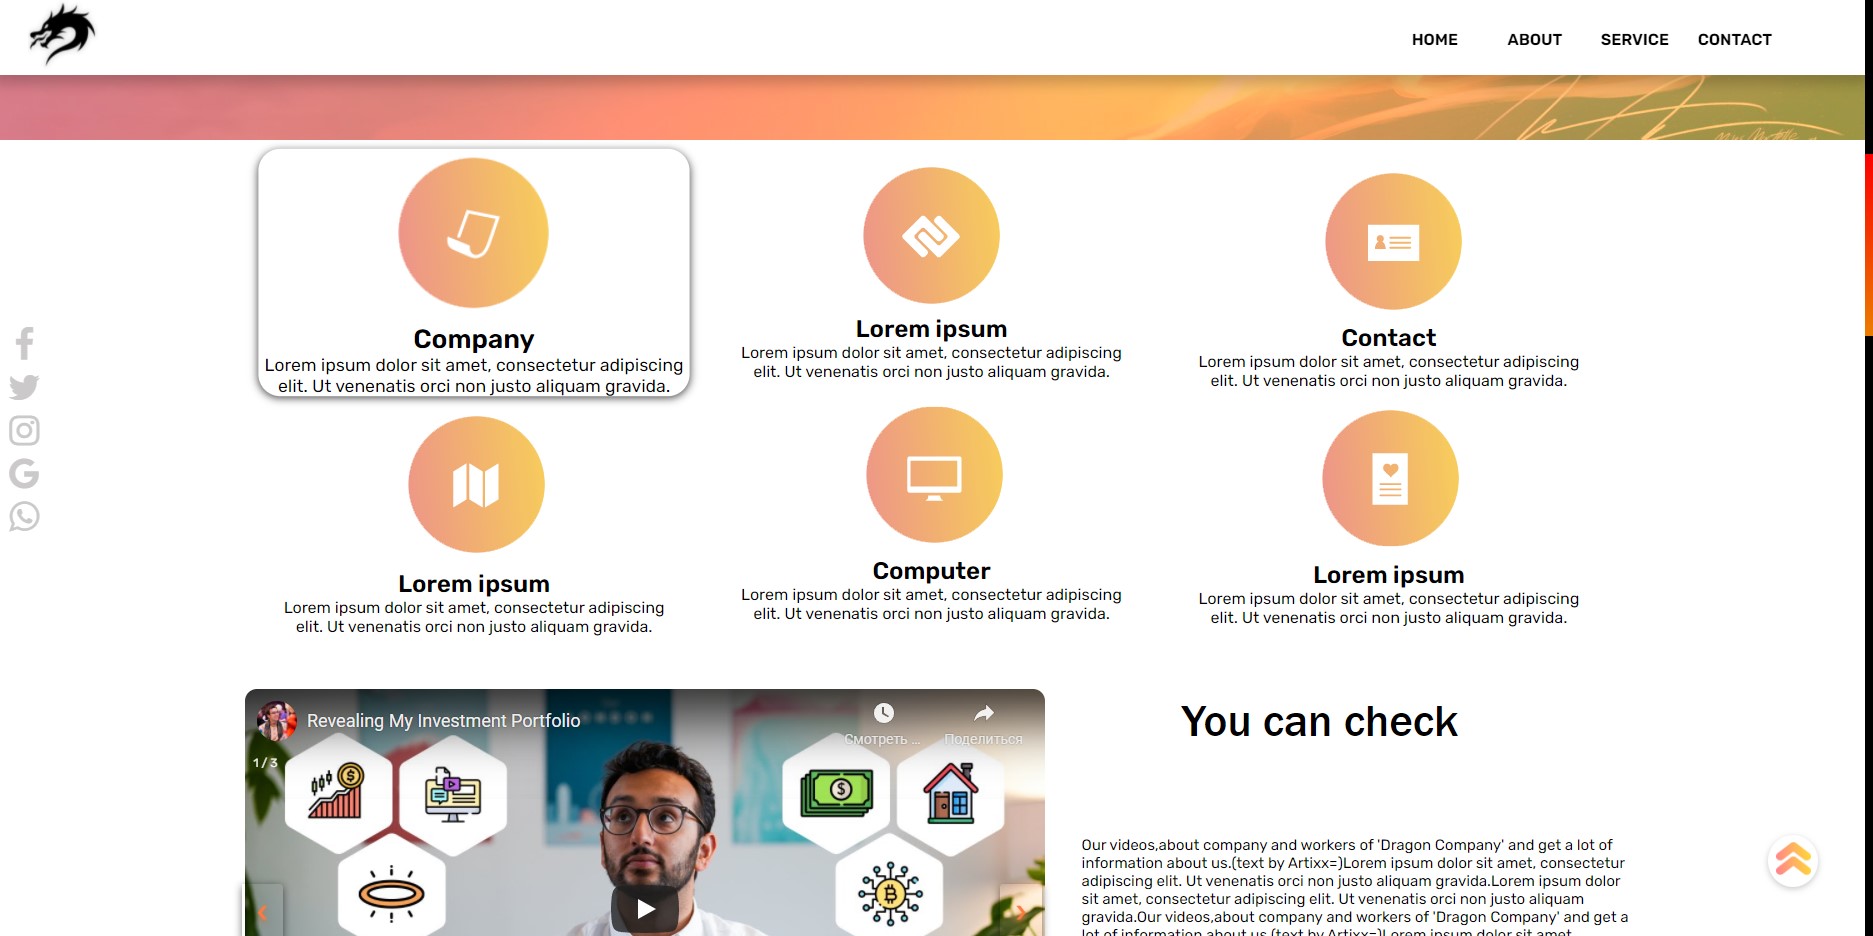 HOME ABOUT SERVICE CONTACT
Company
Lorem ipsum dolor sit amet, consectetur adipiscing
elit. Ut venenatis orci non justo aliquam gravida.
Lorem ipsum
Lorem ipsum dolor sit amet, consectetur adipiscing
elit. Ut venenatis orci non justo aliquam gravida.
Contact
Lorem ipsum dolor sit amet, consectetur adipiscing
elit. Ut venenatis orci non justo aliquam gravida.
Lorem ipsum
Lorem ipsum dolor sit amet, consectetur adipiscing
elit. Ut venenatis orci non justo aliquam gravida.
Computer
Lorem ipsum dolor sit amet, consectetur adipiscing
elit. Ut venenatis orci non justo aliquam gravida.
Lorem ipsum
Lorem ipsum dolor sit amet, consectetur adipiscing
elit. Ut venenatis orci non justo aliquam gravida.
Revealing My Investment Portfolio
Смотреть ... Поделиться
1 / 3
You can check
Our videos,about company and workers of 'Dragon Company' and get a lot of
information about us.(text by Artixx=)Lorem ipsum dolor sit amet, consectetur
adipiscing elit. Ut venenatis orci non justo aliquam gravida.Lorem ipsum dolor
sit amet, consectetur adipiscing elit. Ut venenatis orci non justo aliquam
gravida.Our videos,about company and workers of 'Dragon Company' and get a
lot of information about us.(text by Artixx=)Lorem ipsum dolor sit amet,